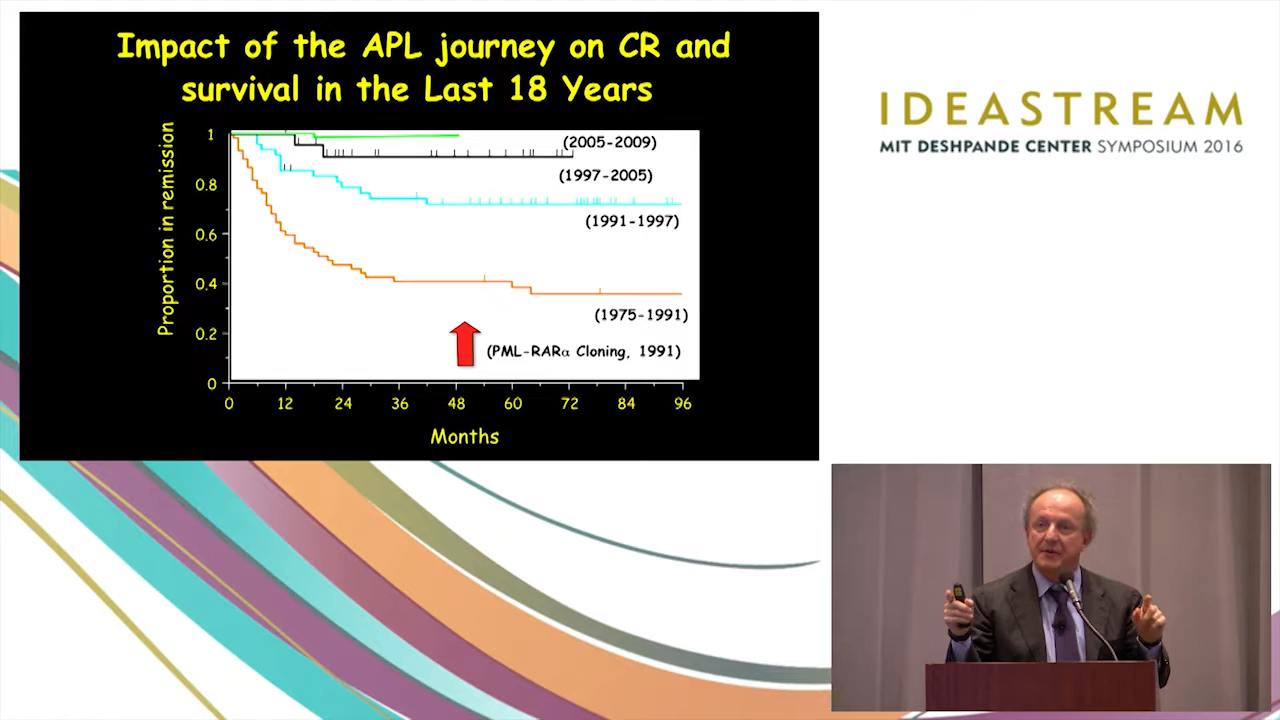 Impact of the APL journey on CR and
survival in the Last 18 Years
Proportion in remission
1
0.8
0.6
0.4
0.2
0
(2005-2009)
(1997-2005)
(1991-1997)
(1975-1991)
(PML-RARα Cloning, 1991)
0 12 24 36 48 60 72 84 96
Months
IDEASTREAM
MIT DESHPANDE CENTER SYMPOSIUM 2016